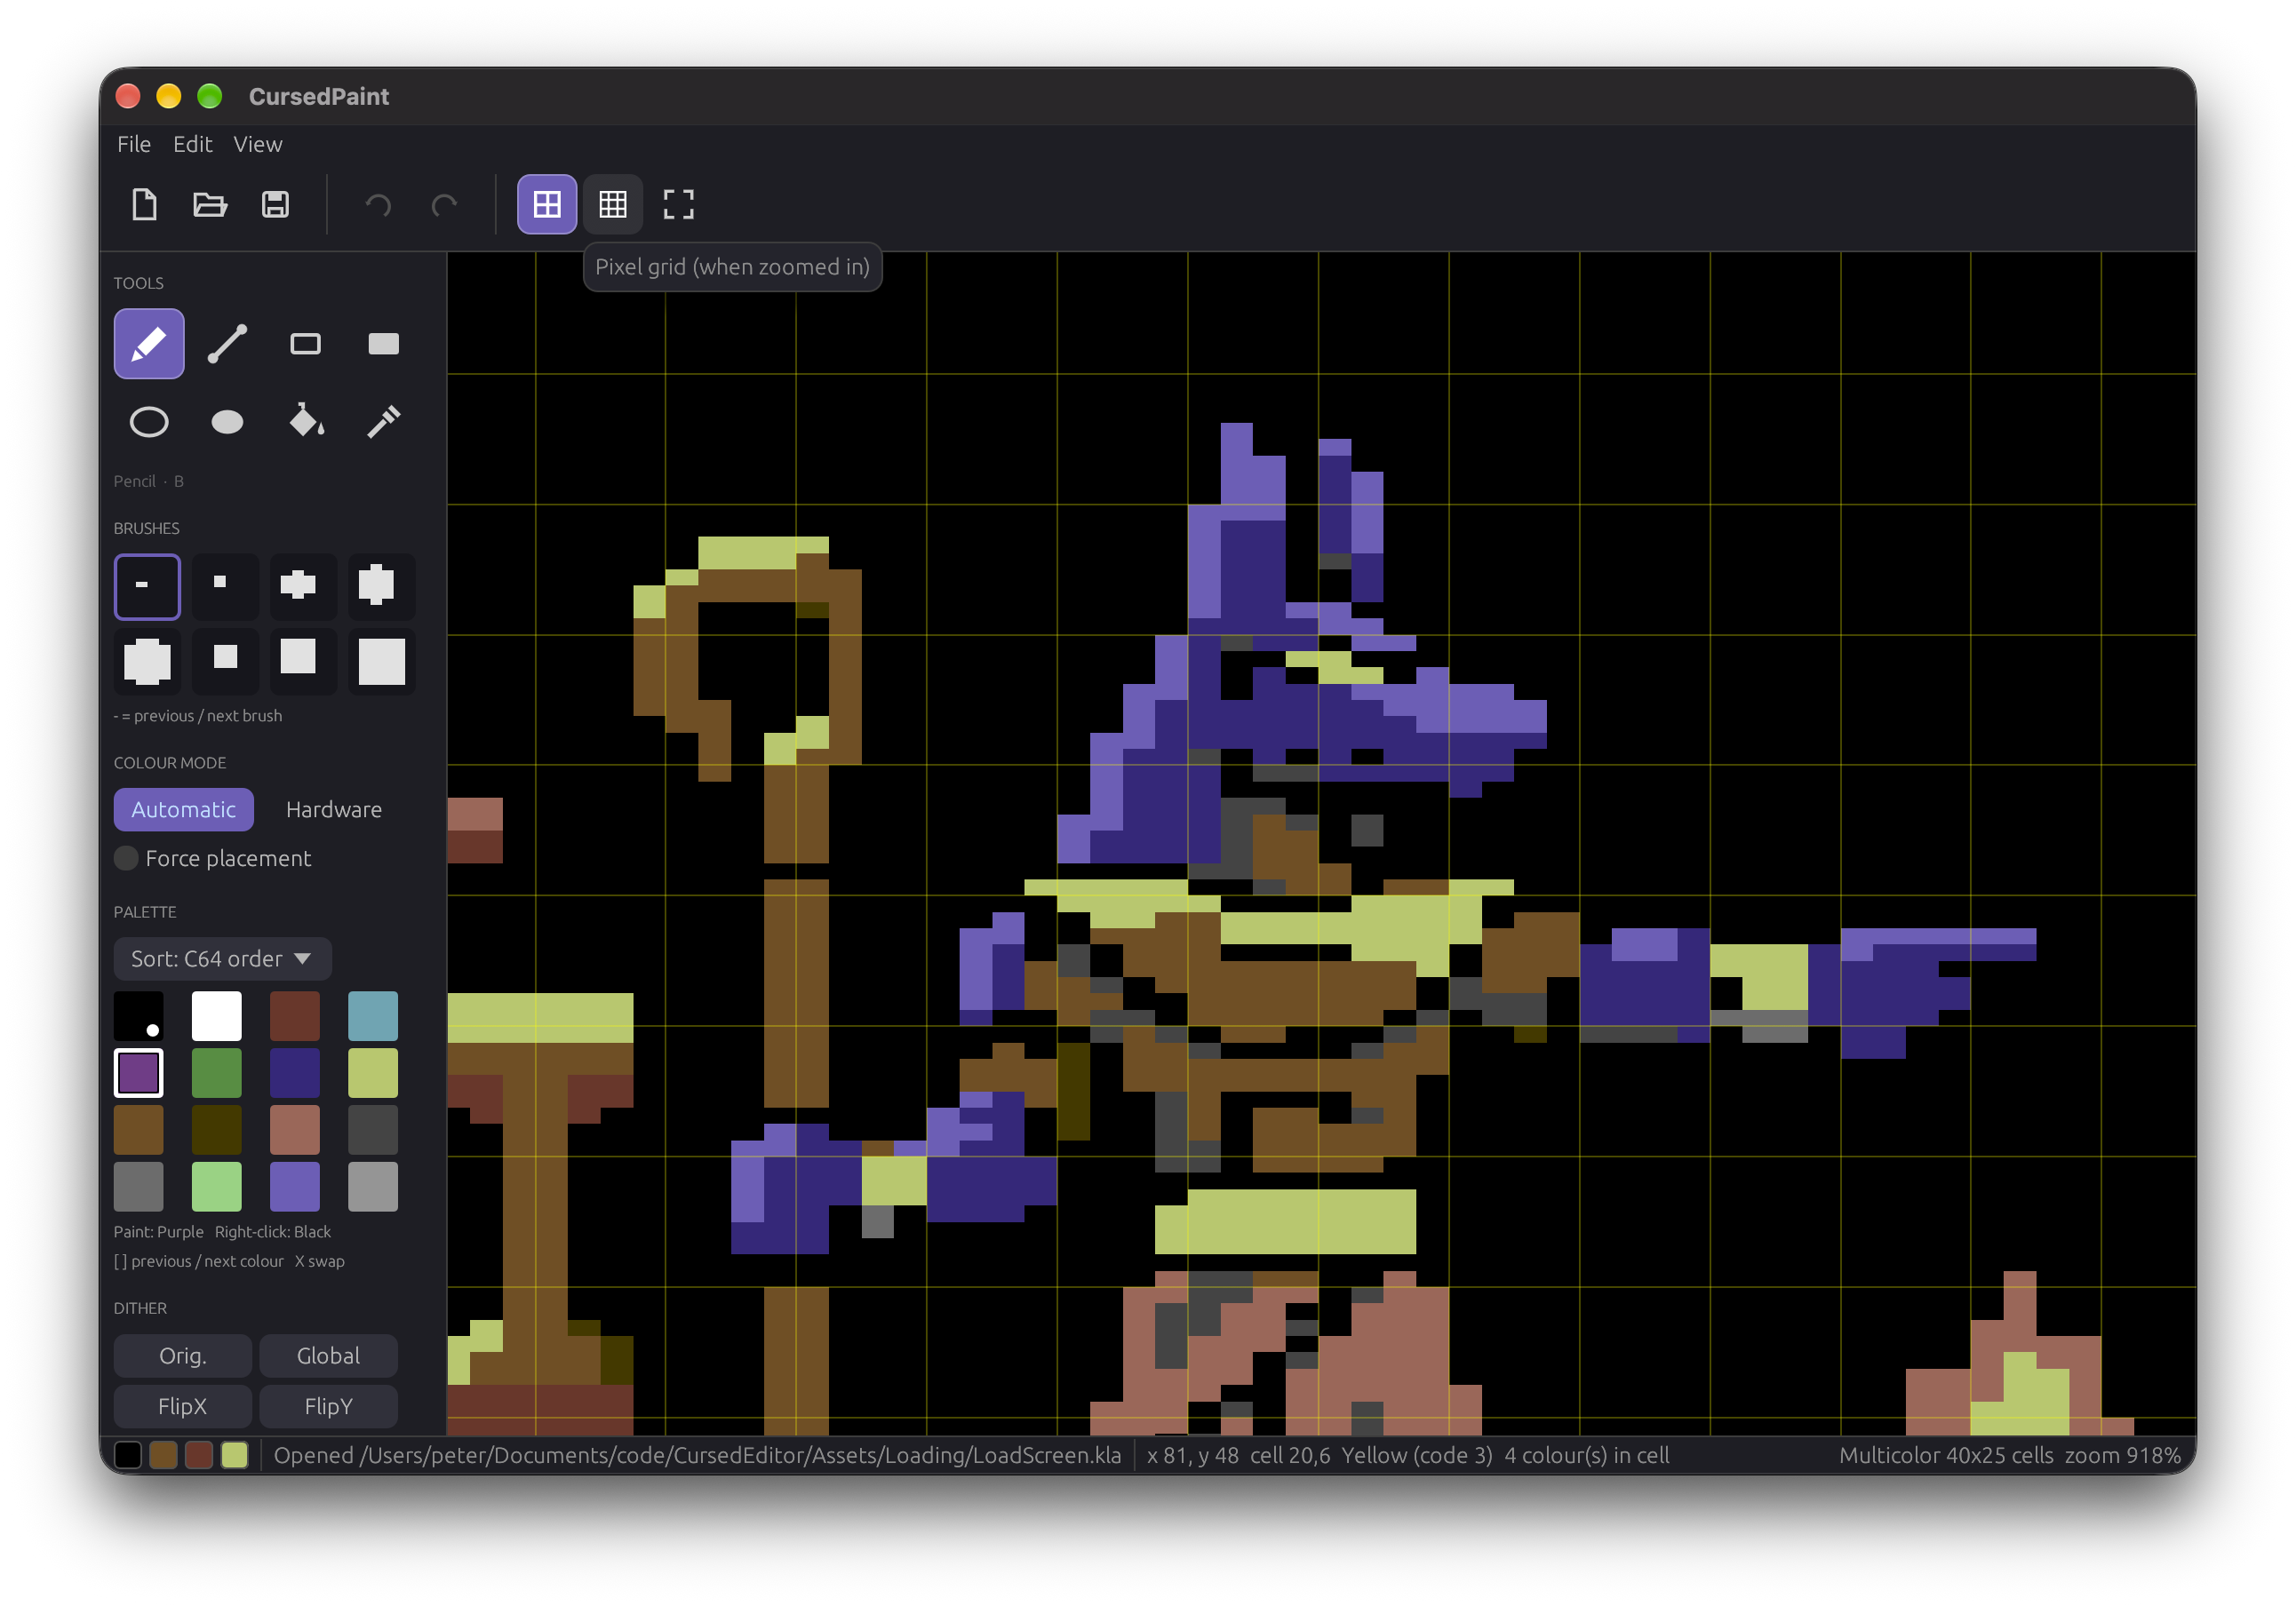 CursedPaint
File Edit View
Pixel grid (when zoomed in)
TOOLS
Pencil · B
BRUSHES
- = previous / next brush
COLOUR MODE
Automatic Hardware
Force placement
PALETTE
Sort: C64 order
Paint: Purple Right-click: Black
[ ] previous / next colour X swap
DITHER
Orig. Global
FlipX FlipY
Opened /Users/peter/Documents/code/CursedEditor/Assets/Loading/LoadScreen.kla x 81, y 48 cell 20,6 Yellow (code 3) 4 colour(s) in cell Multicolor 40x25 cells zoom 918%